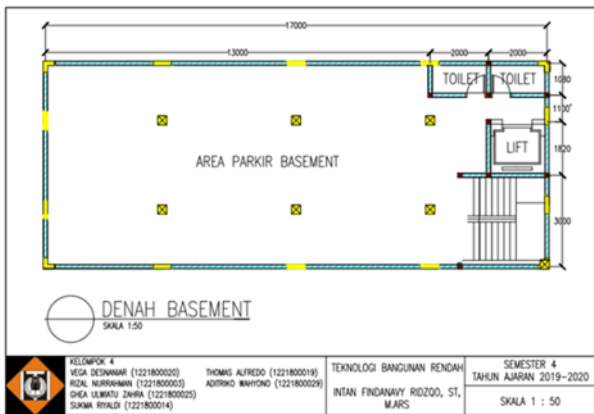 17000
13000
2000
2000
TOILET
TOILET
1080
1100
LIFT
1820
AREA PARKIR BASEMENT
3000
DENAH BASEMENT
SKALA 1:50
KELOMPOK 4
VEGA DESNANIAR (1221800020)
RIZAL NURRAHMAN (1221800003)
GHEA ULWIATU ZAHRA (1221800025)
SUKMA RIYALDI (1221800014)
THOMAS ALFREDO (1221800019)
ADITRIKO WAHYONO (1221800029)
TEKNOLOGI BANGUNAN RENDAH
INTAN FINDANAVY RIDZQO, ST,
M.ARS
SEMESTER 4
TAHUN AJARAN 2019-2020
SKALA 1 : 50